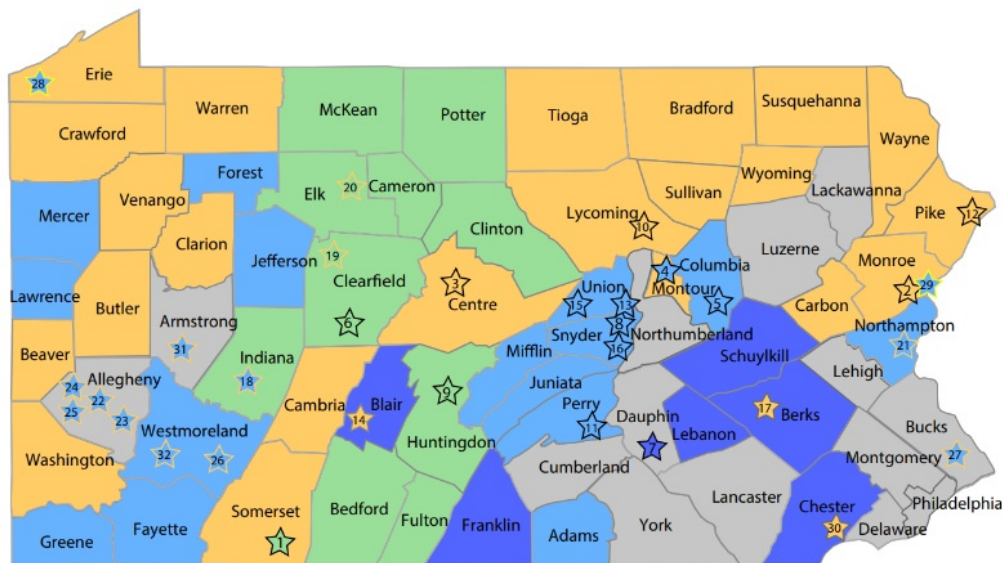 28
Erie
Warren
McKean
Potter
Tioga
Bradford
Susquehanna
Wayne
Crawford
Forest
Elk
20
Cameron
Sullivan
Wyoming
Lackawanna
Mercer
Venango
Clarion
Clinton
Lycoming
10
Pike
12
Jefferson
19
Clearfield
Luzerne
Lawrence
Butler
3
Centre
4
Columbia
Montour
Monroe
2
29
Union
15
13
5
Carbon
Armstrong
31
6
Snyder
8
Northumberland
Northampton
21
Beaver
Indiana
18
Mifflin
16
Schuylkill
Lehigh
Allegheny
24
25
22
23
Cambria
Blair
14
9
Juniata
Perry
11
Dauphin
7
Lebanon
17
Berks
Bucks
Westmoreland
32
26
Huntingdon
Washington
Cumberland
Montgomery
27
Somerset
1
Bedford
Fulton
Franklin
Adams
York
Lancaster
Chester
30
Delaware
Philadelphia
Greene
Fayette